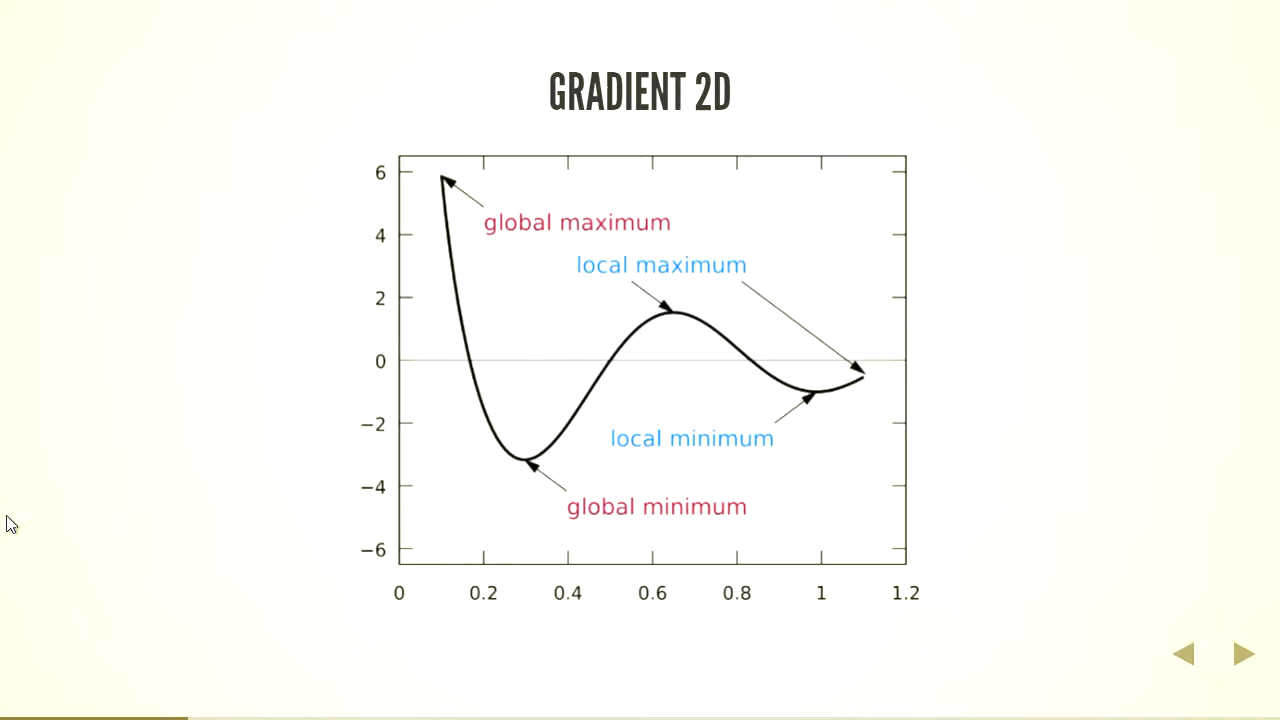 GRADIENT 2D
6
global maximum
4
local maximum
2
0
−2
local minimum
−4
global minimum
−6
0 0.2 0.4 0.6 0.8 1 1.2